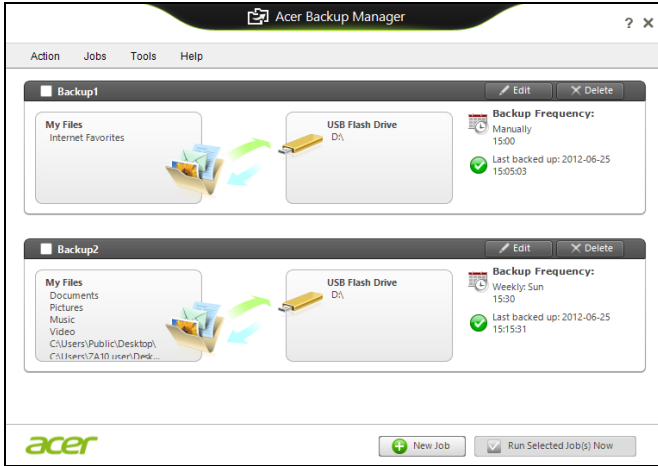 Acer Backup Manager
? X
Action Jobs Tools Help
Backup1 Edit Delete
My Files
Internet Favorites
USB Flash Drive
D:\
Backup Frequency:
Manually
15:00
Last backed up: 2012-06-25
15:05:03
Backup2 Edit Delete
My Files
Documents
Pictures
Music
Video
C:\Users\Public\Desktop\
C:\Users\ZA10 user\Desk...
USB Flash Drive
D:\
Backup Frequency:
Weekly: Sun
15:30
Last backed up: 2012-06-25
15:15:31
acer
New Job
Run Selected Job(s) Now